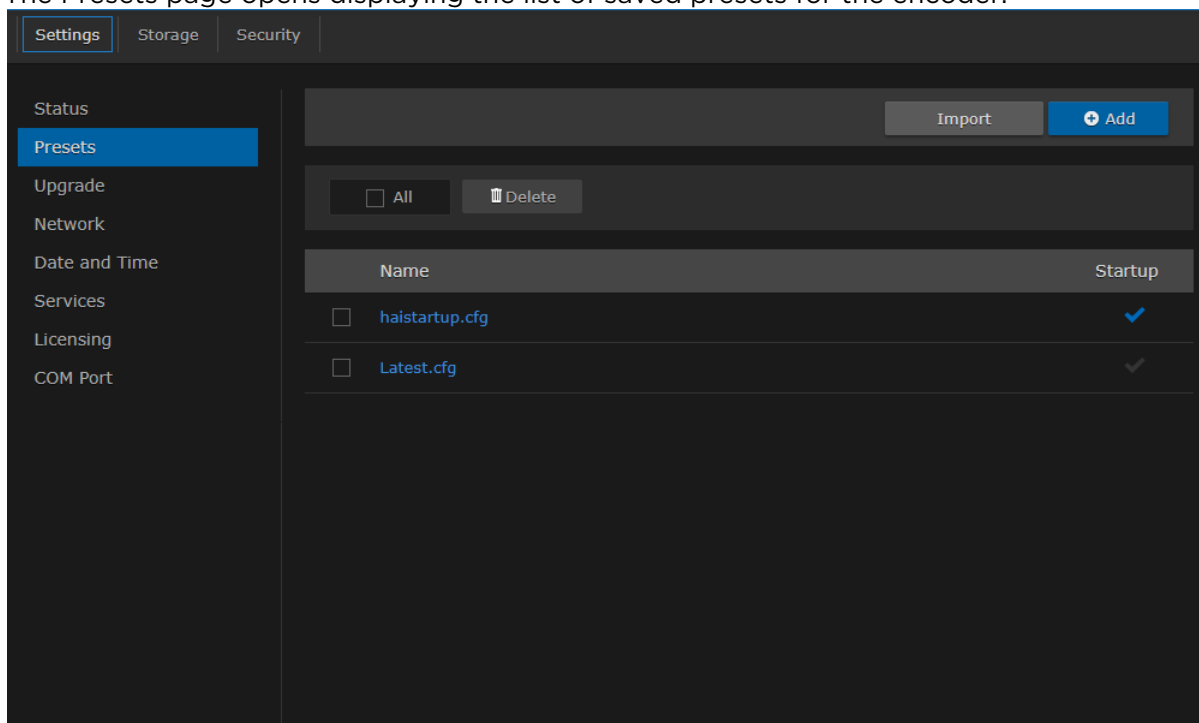 The Presets page opens displaying the list of saved presets for the encoder.
Settings Storage Security
Status
Import Add
Presets
Upgrade
All Delete
Network
Date and Time
Name Startup
Services
haistartup.cfg
Licensing
Latest.cfg
COM Port